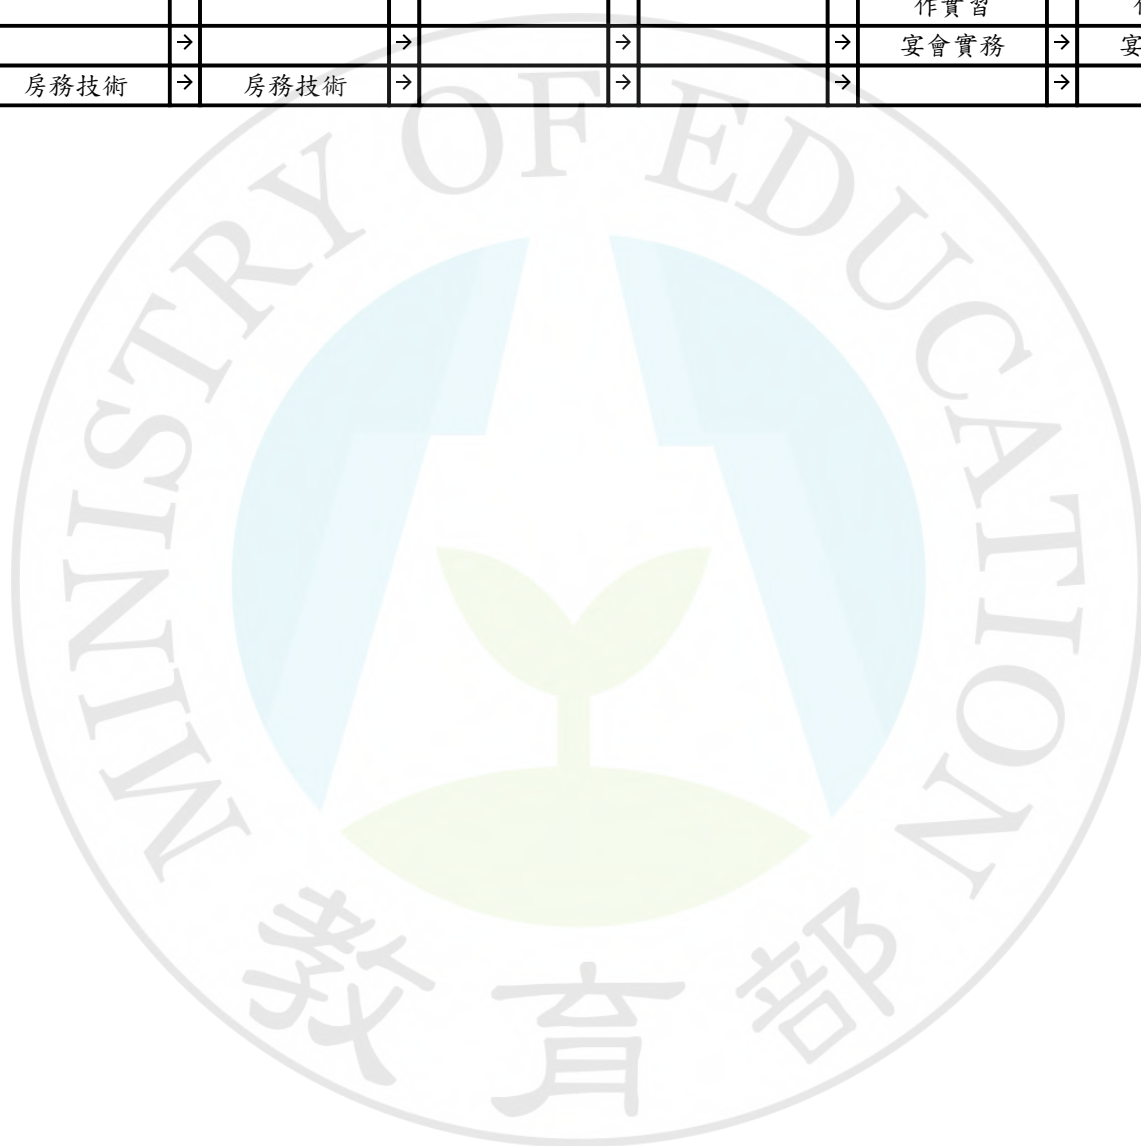 作實習
→ → → → 宴會實務 → 宴
房務技術 → 房務技術 → → → →
MINISTRY OF EDUCATION
教育部